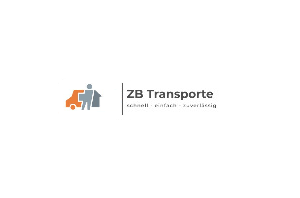 ZB Transporte
schnell - einfach - zuverlässig